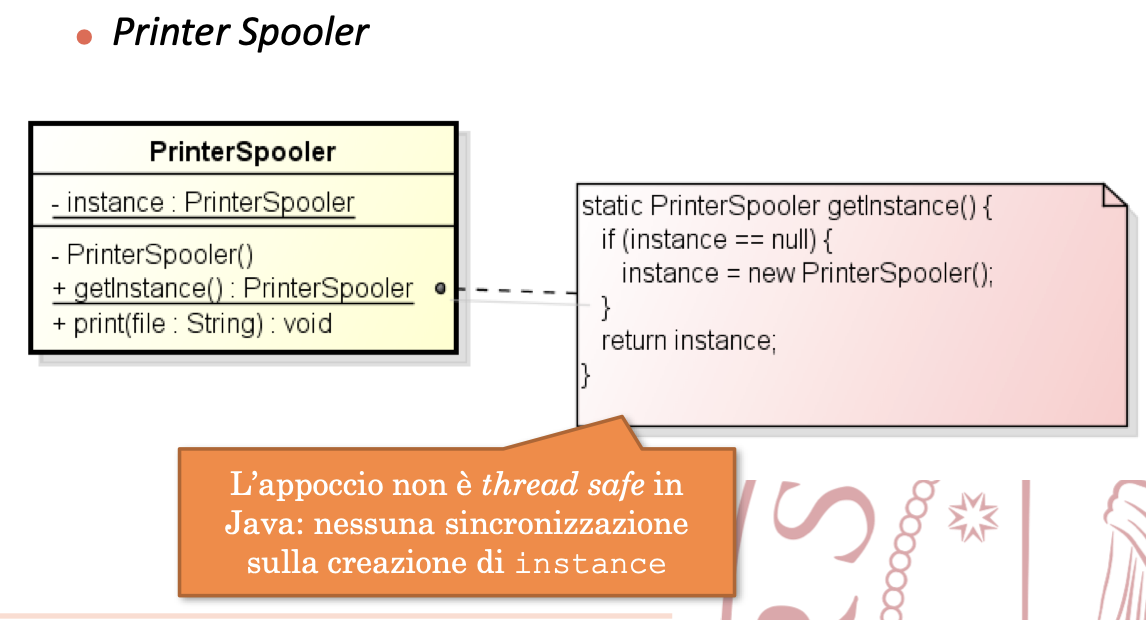 Printer Spooler
PrinterSpooler
- instance : PrinterSpooler
- PrinterSpooler()
+ getInstance() : PrinterSpooler
+ print(file : String) : void
static PrinterSpooler getInstance() {
if (instance == null) {
instance = new PrinterSpooler();
}
return instance;
}
L'appoccio non è thread safe in
Java: nessuna sincronizzazione
sulla creazione di instance